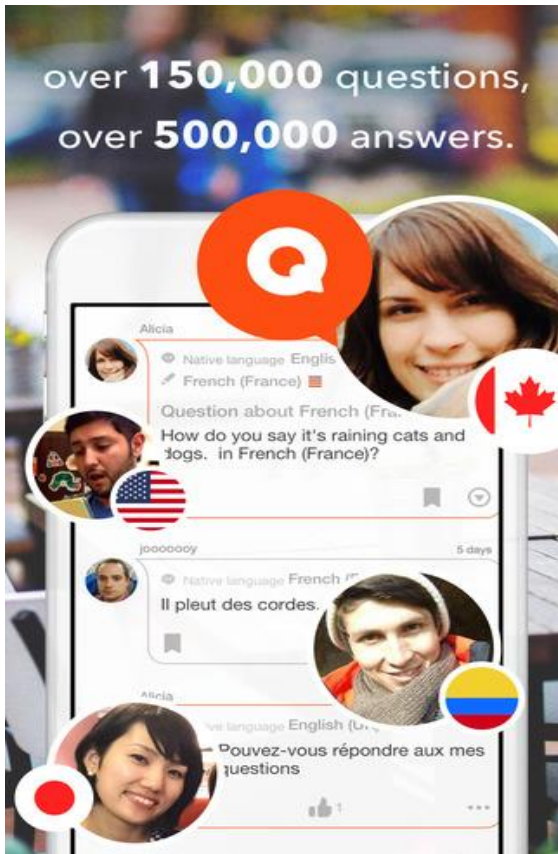 over 150,000 questions,
over 500,000 answers.
Q
Alicia
Native language Englis
French (France)
Question about French (Fra
How do you say it's raining cats and
dogs. in French (France)?
jooooooy
5 days
Native language French
Il pleut des cordes.
Alicia
language English
Pouvez-vous répondre aux mes
questions
1